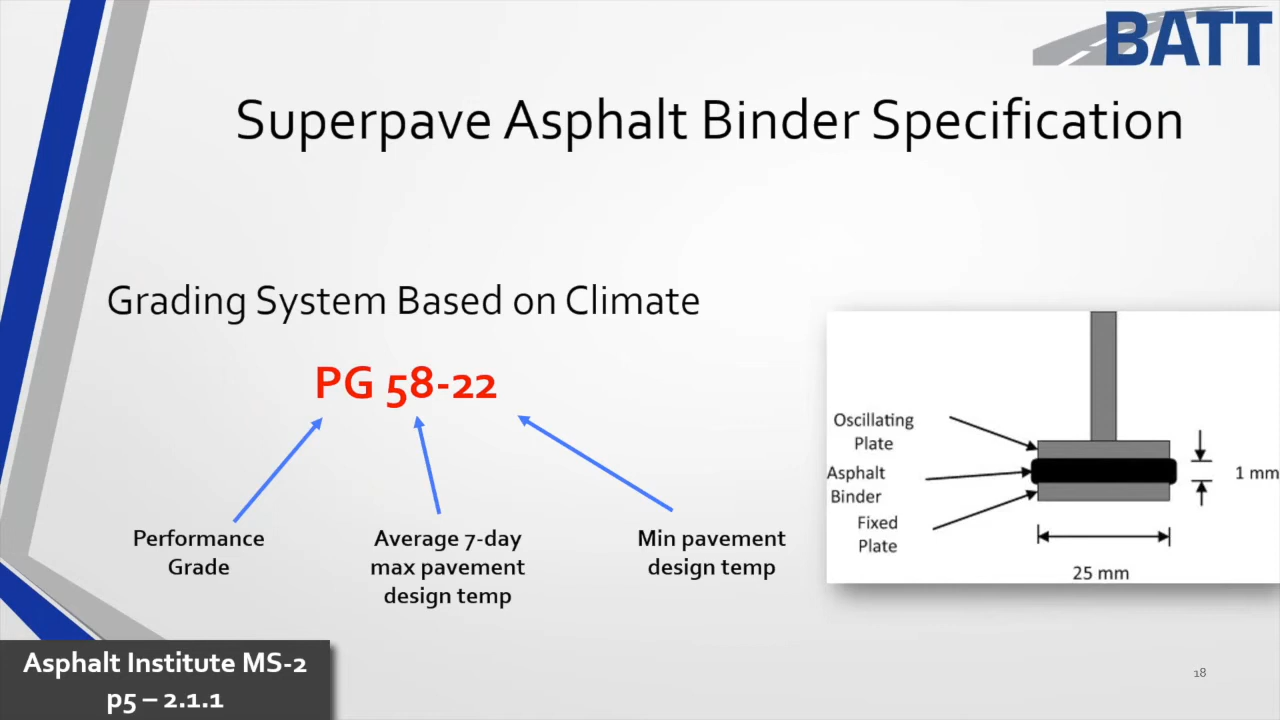 BATT
Superpave Asphalt Binder Specification
Grading System Based on Climate
PG 58-22
Performance
Grade
Average 7-day
max pavement
design temp
Min pavement
design temp
Oscillating
Plate
Asphalt
Binder
Fixed
Plate
1 mm
25 mm
Asphalt Institute MS-2
p5 – 2.1.1
18